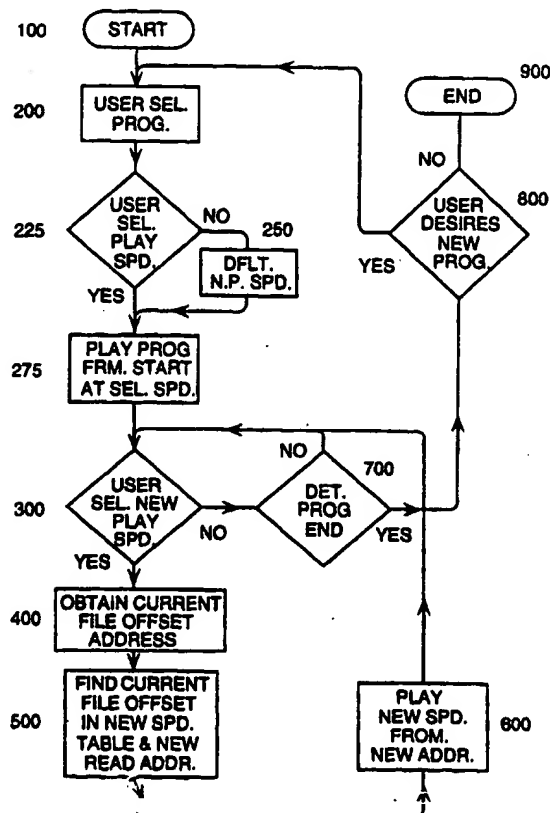 100
START
900
END
200
USER SEL.
PROG.
NO
800
225
USER
SEL.
PLAY
SPD.
NO
250
DFLT.
N.P. SPD.
YES
USER
DESIRES
NEW
PROG.
YES
275
PLAY PROG
FRM. START
AT SEL. SPD.
300
USER
SEL. NEW
PLAY
SPD.
NO
YES
NO
700
DET.
PROG
END
YES
400
OBTAIN CURRENT
FILE OFFSET
ADDRESS
500
FIND CURRENT
FILE OFFSET
IN NEW SPD.
TABLE & NEW
READ ADDR.
PLAY
NEW SPD.
FROM.
NEW ADDR.
600